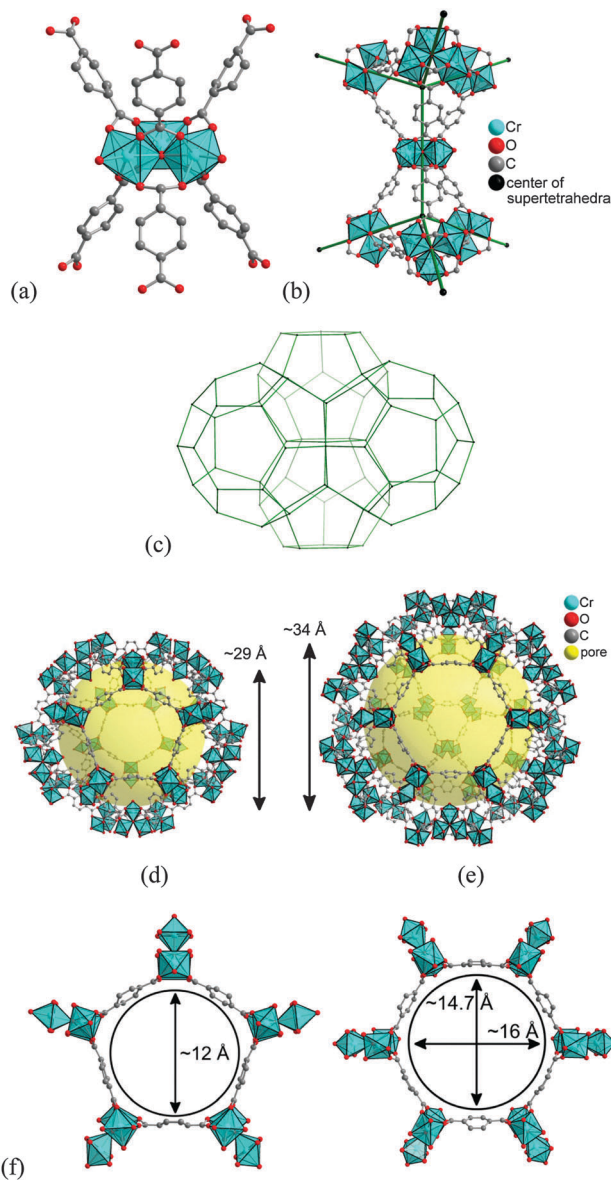 (a)
(b)
Cr
O
C
center of
supertetrahedra
(c)
~29 Å
~34 Å
Cr
O
C
pore
(d)
(e)
~12 Å
~14.7 Å
~16 Å
(f)